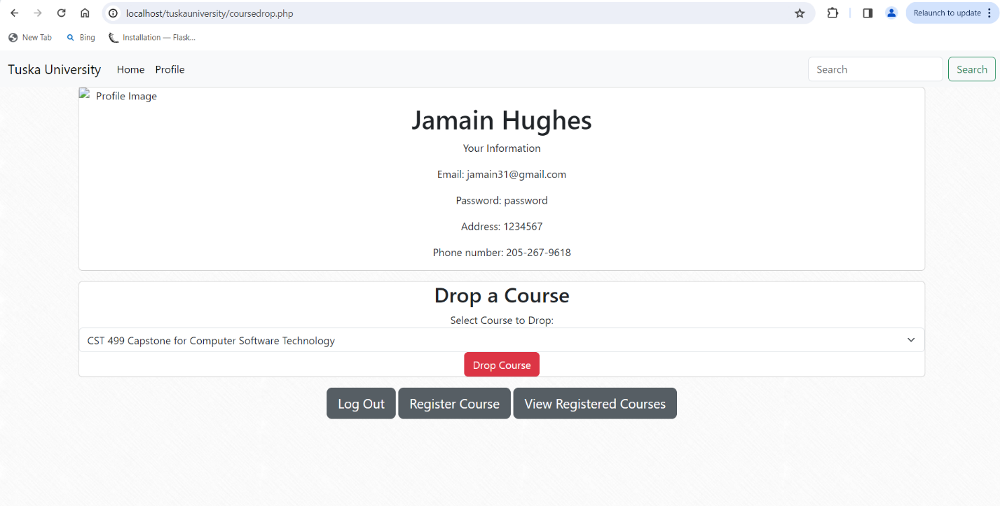 localhost/tuskauniversity/coursedrop.php Relaunch to update
New Tab Bing Installation — Flask...
Tuska University Home Profile Search Search
Profile Image
Jamain Hughes
Your Information
Email: jamain31@gmail.com
Password: password
Address: 1234567
Phone number: 205-267-9618
Drop a Course
Select Course to Drop:
CST 499 Capstone for Computer Software Technology
Drop Course
Log Out Register Course View Registered Courses